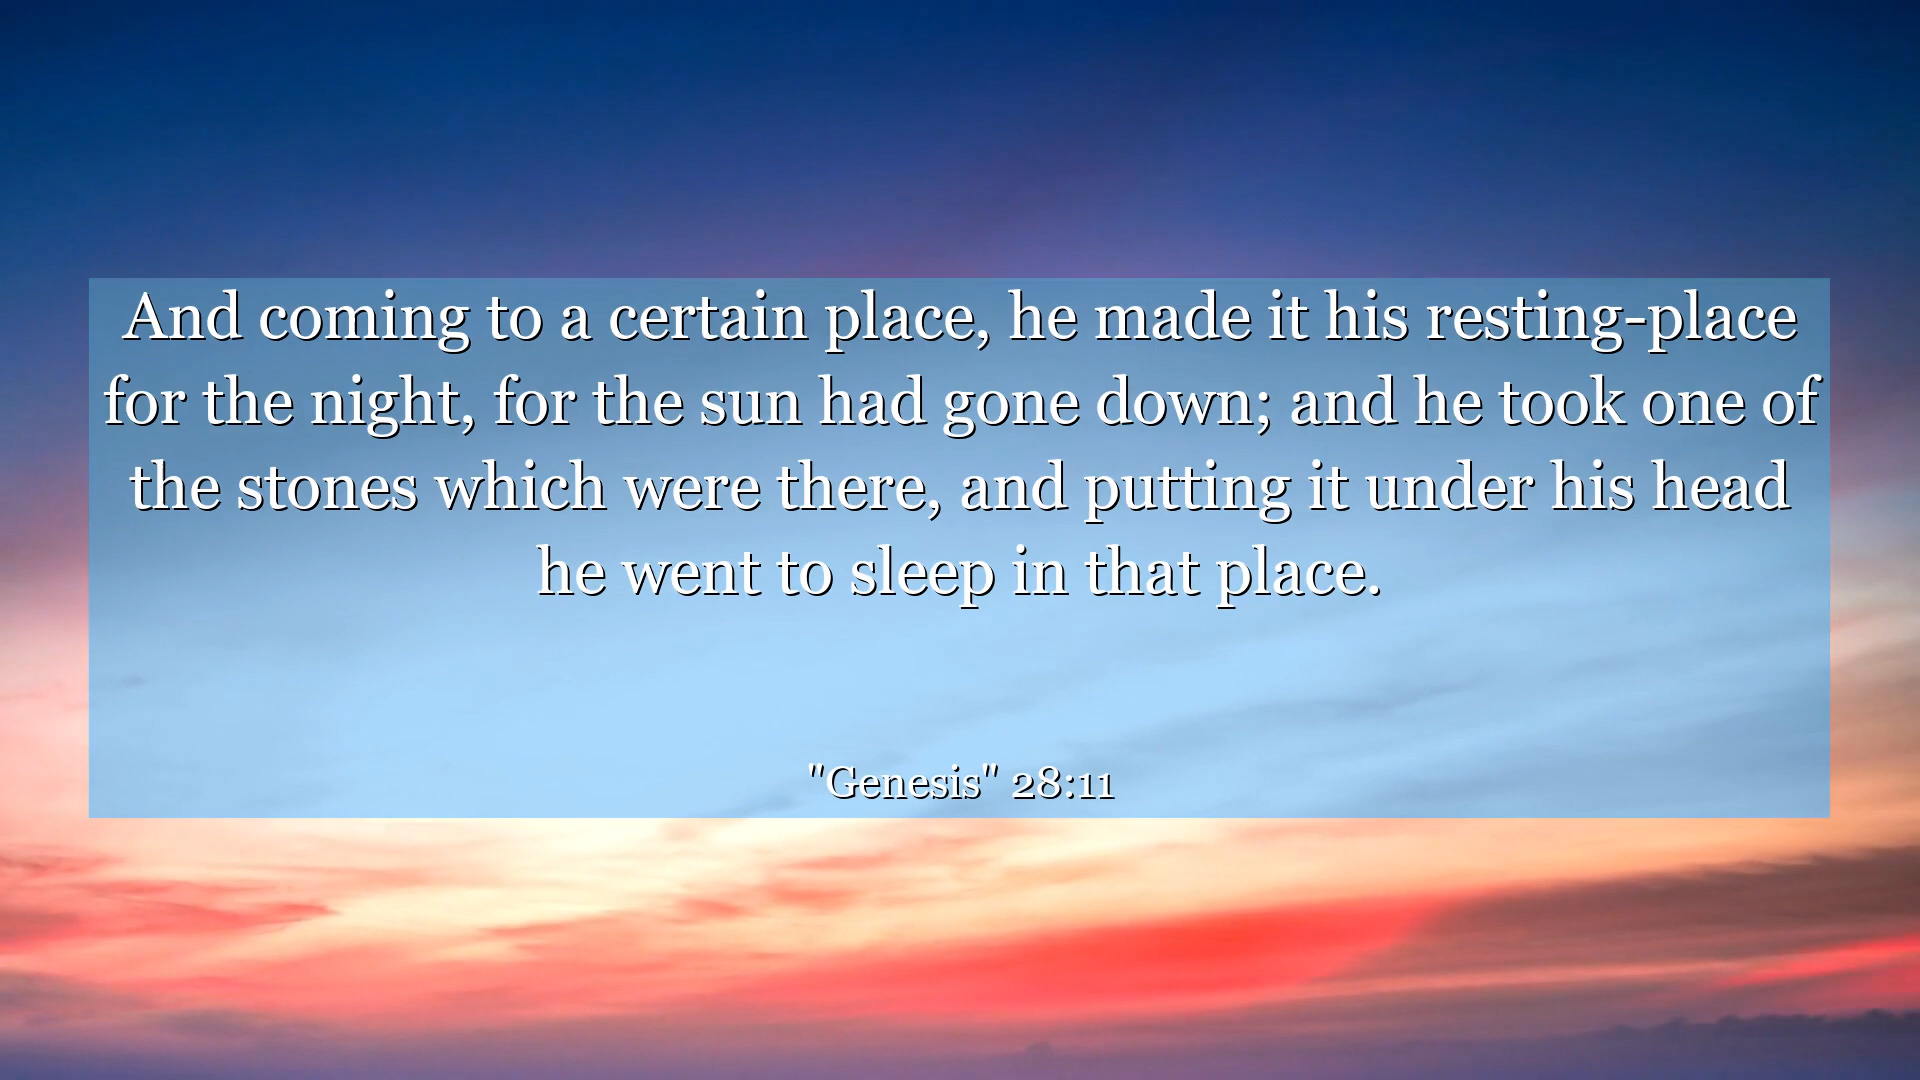 And coming to a certain place, he made it his resting-place
for the night, for the sun had gone down; and he took one of
the stones which were there, and putting it under his head
he went to sleep in that place.
"Genesis" 28:11